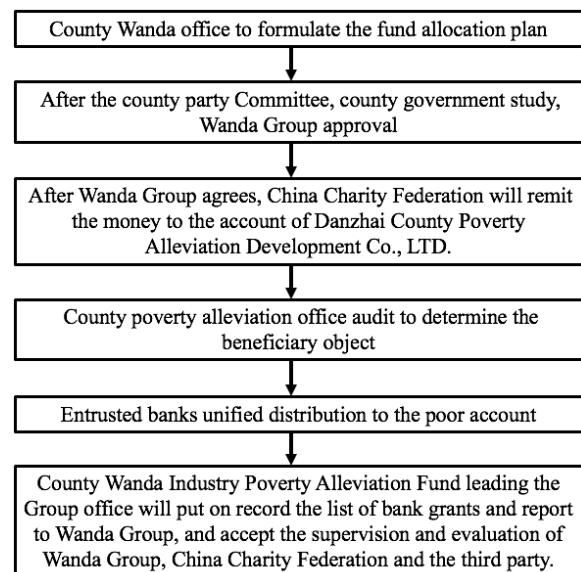 County Wanda office to formulate the fund allocation plan
After the county party Committee, county government study,
Wanda Group approval
After Wanda Group agrees, China Charity Federation will remit
the money to the account of Danzhai County Poverty
Alleviation Development Co., LTD.
County poverty alleviation office audit to determine the
beneficiary object
Entrusted banks unified distribution to the poor account
County Wanda Industry Poverty Alleviation Fund leading the
Group office will put on record the list of bank grants and report
to Wanda Group, and accept the supervision and evaluation of
Wanda Group, China Charity Federation and the third party.